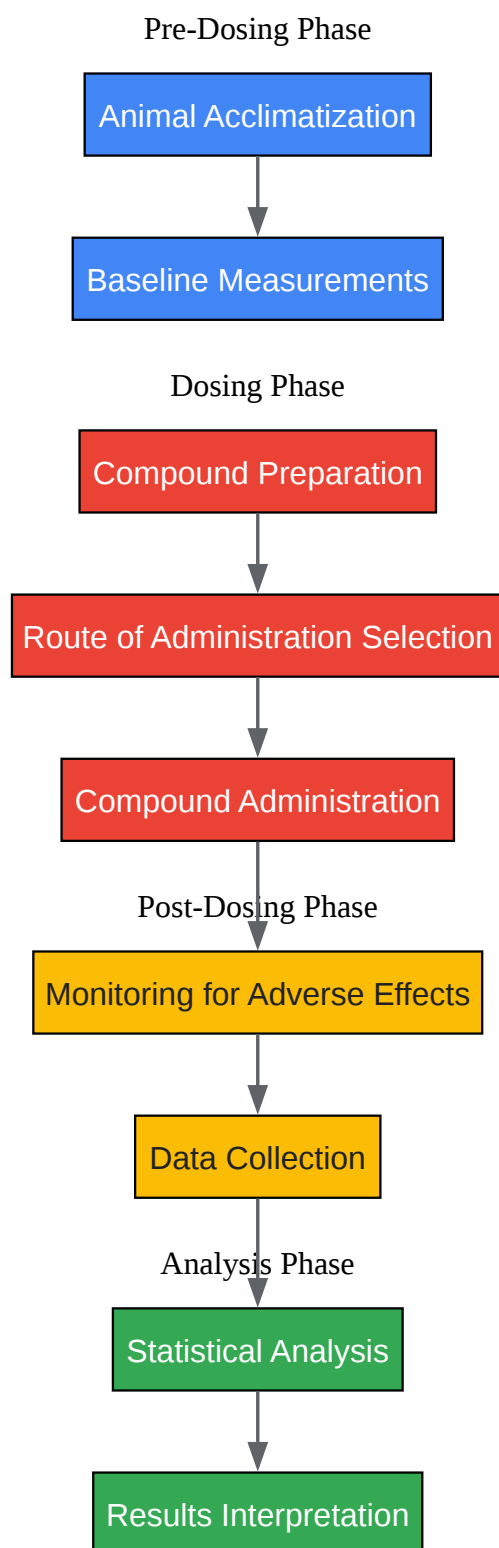 Pre-Dosing Phase
Animal Acclimatization
Baseline Measurements
Dosing Phase
Compound Preparation
Route of Administration Selection
Compound Administration
Post-Dosing Phase
Monitoring for Adverse Effects
Data Collection
Analysis Phase
Statistical Analysis
Results Interpretation